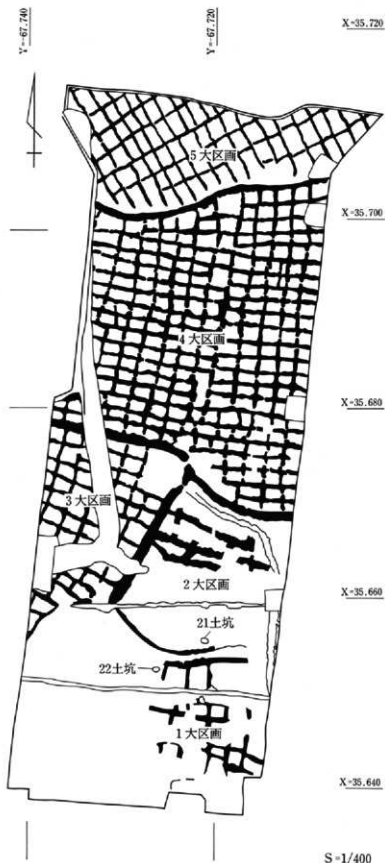 Y=-67.740
Y=-67.720
X=35.720
5大区画
X=35.700
4大区画
X=35.680
3大区画
2大区画
X=35.660
21土坑
22土坑
1大区画
X=35.640
S=1/400